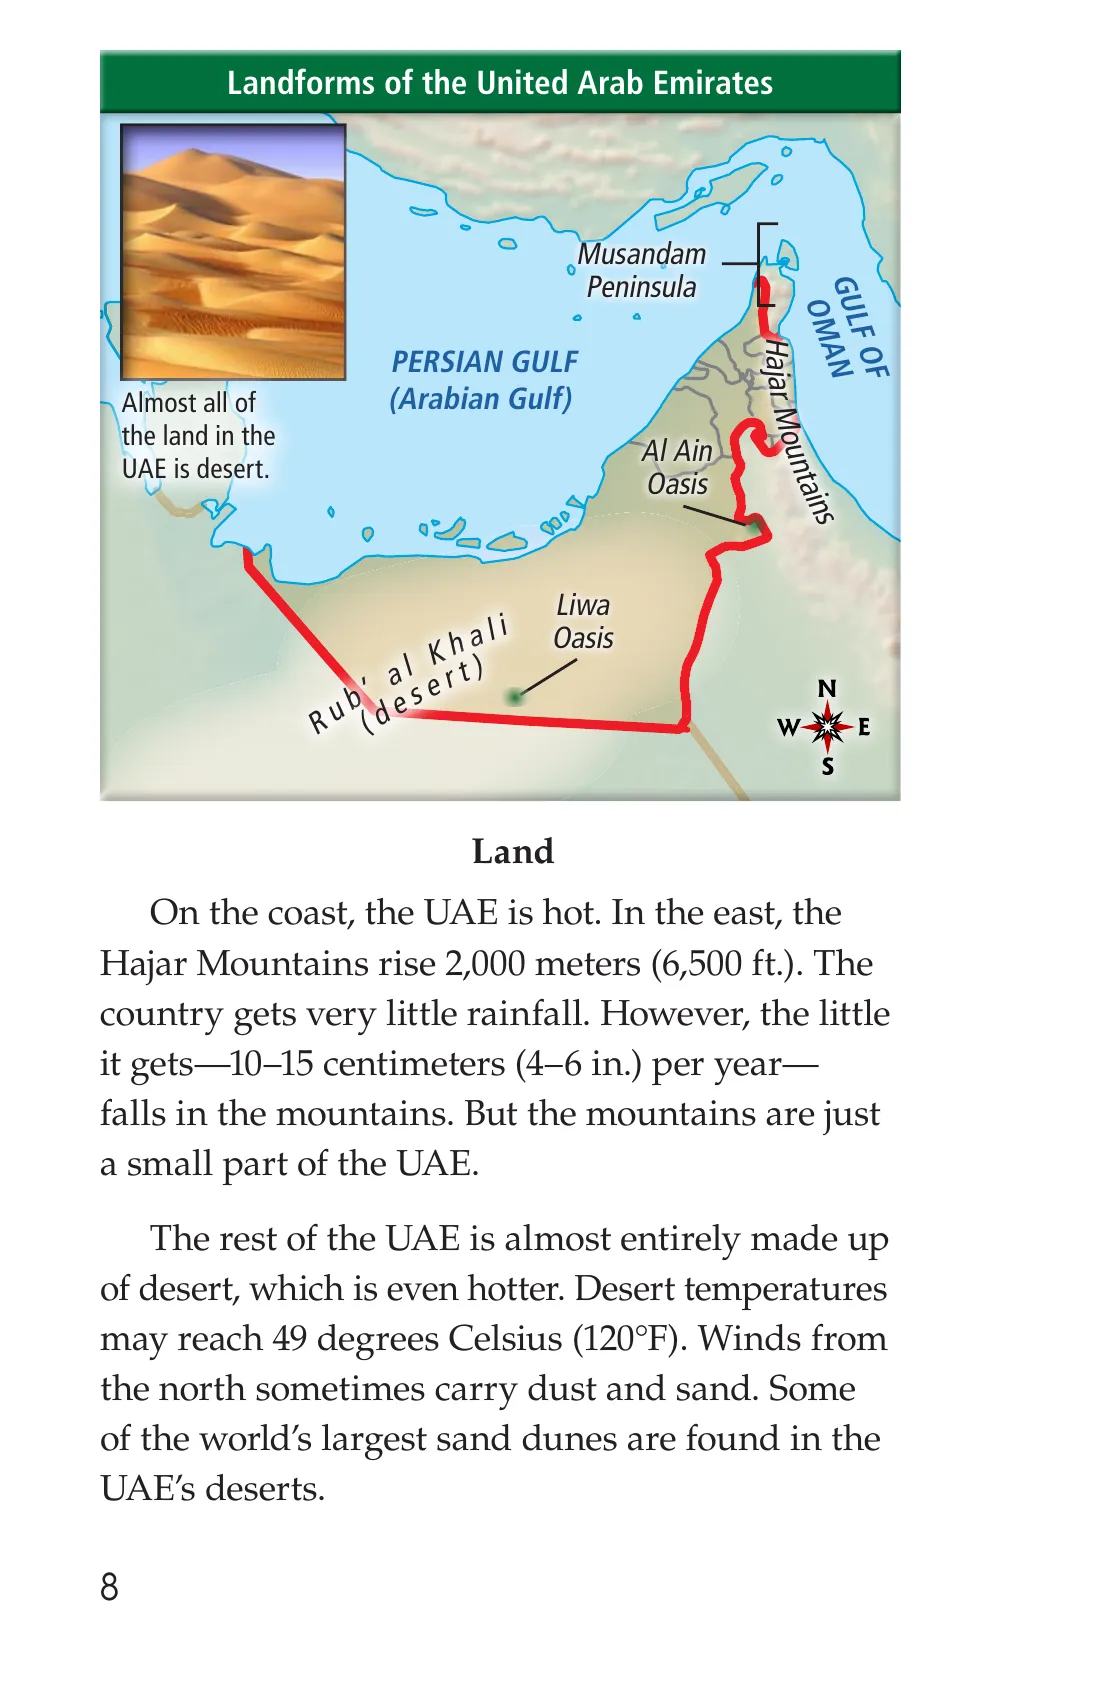 Landforms of the United Arab Emirates
Musandam
Peninsula
GULF OF
OMAN
PERSIAN GULF
(Arabian Gulf)
Hajar Mountains
Almost all of
the land in the
UAE is desert.
Al Ain
Oasis
Liwa
Oasis
Rub' al Khali
(desert)
N
W
E
S
Land
On the coast, the UAE is hot. In the east, the
Hajar Mountains rise 2,000 meters (6,500 ft.). The
country gets very little rainfall. However, the little
it gets—10–15 centimeters (4–6 in.) per year—
falls in the mountains. But the mountains are just
a small part of the UAE.
The rest of the UAE is almost entirely made up
of desert, which is even hotter. Desert temperatures
may reach 49 degrees Celsius (120°F). Winds from
the north sometimes carry dust and sand. Some
of the world’s largest sand dunes are found in the
UAE’s deserts.
8